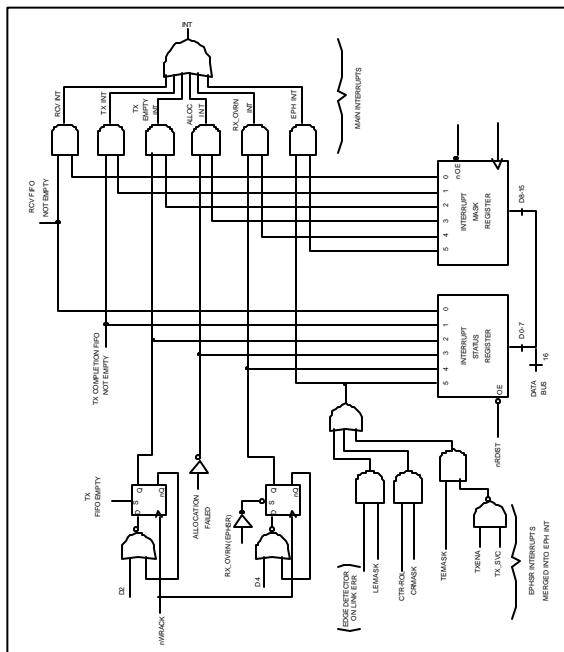 INT
RCV INT
TX INT
TX
EMPTY
INT
ALLOC
INT
RX_OVRN
INT
EPH INT
MAIN INTERRUPTS
RCV FIFO
NOT EMPTY
nOE
0
1
2
3
4
5
INTERRUPT
MASK
REGISTER
D8-15
TX COMPLETION FIFO
NOT EMPTY
0
1
2
3
4
5
INTERRUPT
STATUS
REGISTER
OE
D0-7
16
DATA
BUS
nRDIST
TX
FIFO EMPTY
D
S
Q
nQ
ALLOCATION
FAILED
RX_OVRN (EPHSR)
D
S
Q
nQ
D2
nWRACK
D4
EDGE DETECTOR
ON LINK ERR
LEMASK
CTR-ROL
CRMASK
TEMASK
TXENA
TX_SVC
EPHSR INTERRUPTS
MERGED INTO EPH INT